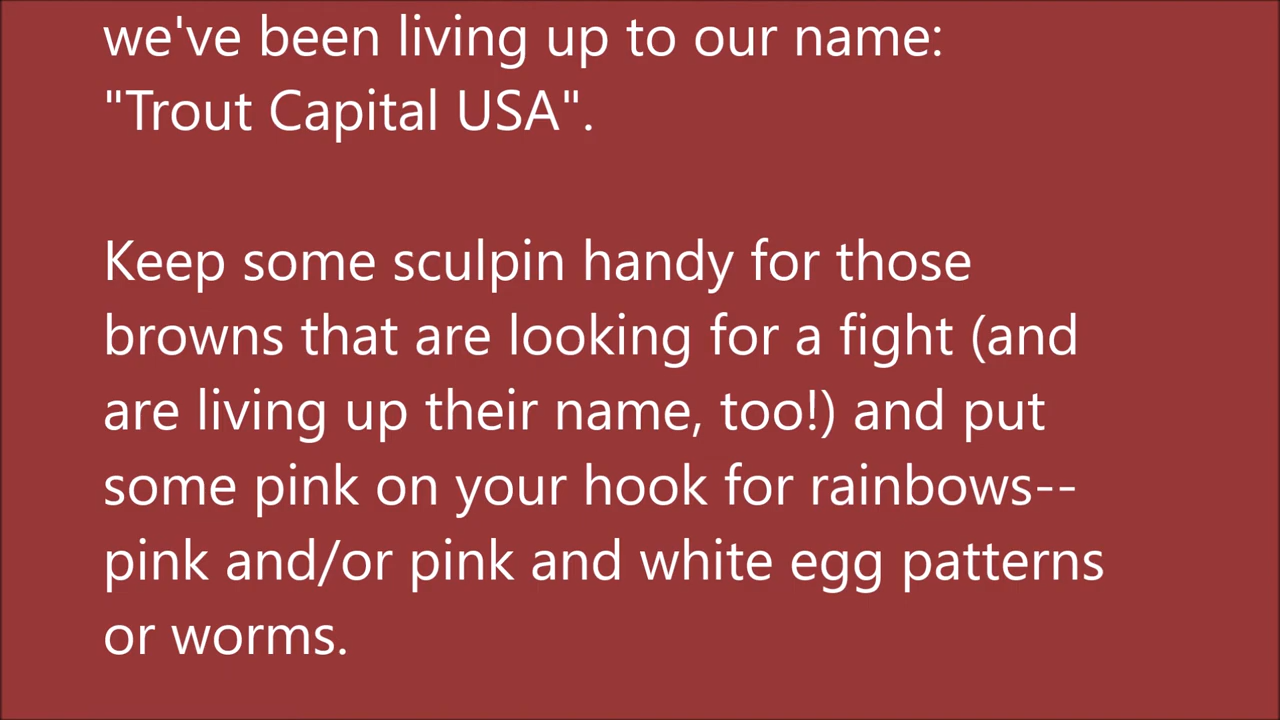 we've been living up to our name:
"Trout Capital USA".
Keep some sculpin handy for those
browns that are looking for a fight (and
are living up their name, too!) and put
some pink on your hook for rainbows--
pink and/or pink and white egg patterns
or worms.